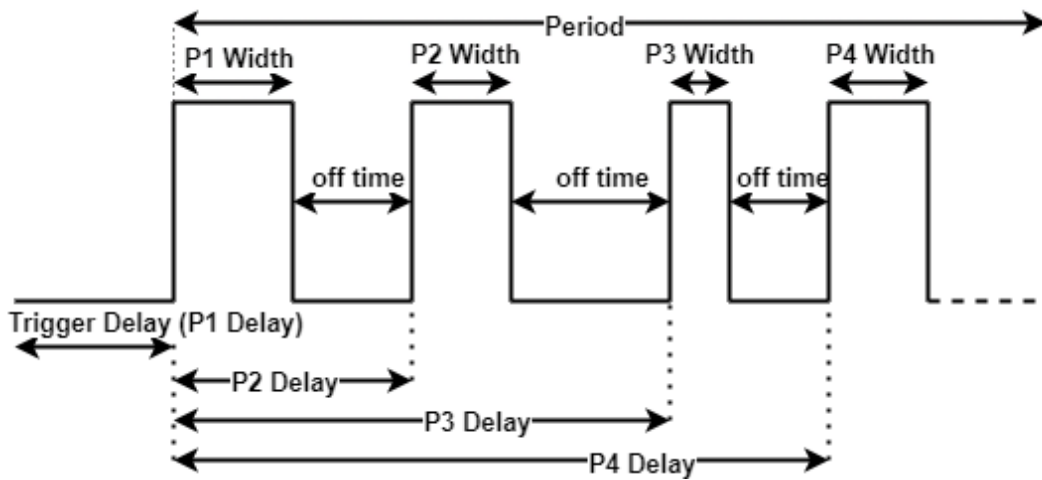 Period
P1 Width
P2 Width
P3 Width
P4 Width
off time
off time
off time
Trigger Delay (P1 Delay)
P2 Delay
P3 Delay
P4 Delay